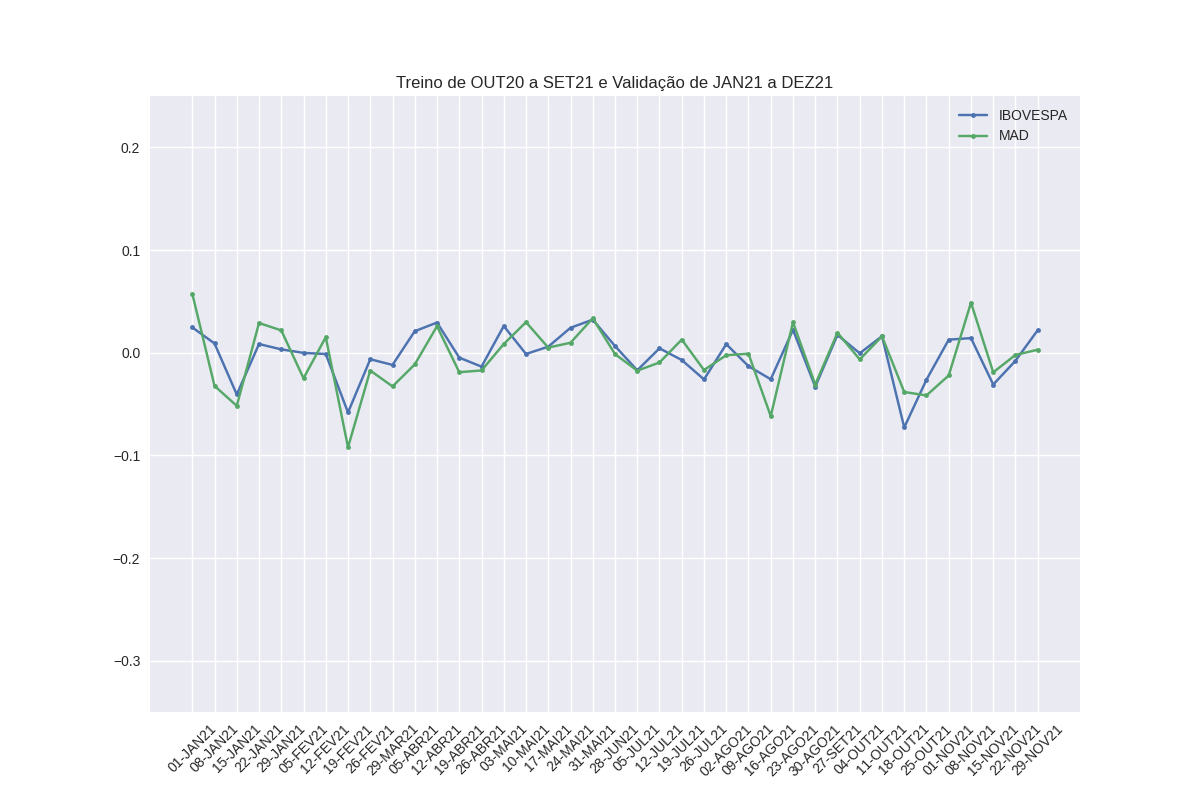 Treino de OUT20 a SET21 e Validação de JAN21 a DEZ21
IBOVESPA
MAD
0.2
0.1
0.0
−0.1
−0.2
−0.3
01-JAN21
08-JAN21
15-JAN21
22-JAN21
29-JAN21
05-FEV21
12-FEV21
19-FEV21
26-FEV21
29-MAR21
05-ABR21
12-ABR21
19-ABR21
26-ABR21
03-MAI21
10-MAI21
17-MAI21
24-MAI21
31-MAI21
28-JUN21
05-JUL21
12-JUL21
19-JUL21
26-JUL21
02-AGO21
09-AGO21
16-AGO21
23-AGO21
30-AGO21
27-SET21
04-OUT21
11-OUT21
18-OUT21
25-OUT21
01-NOV21
08-NOV21
15-NOV21
22-NOV21
29-NOV21